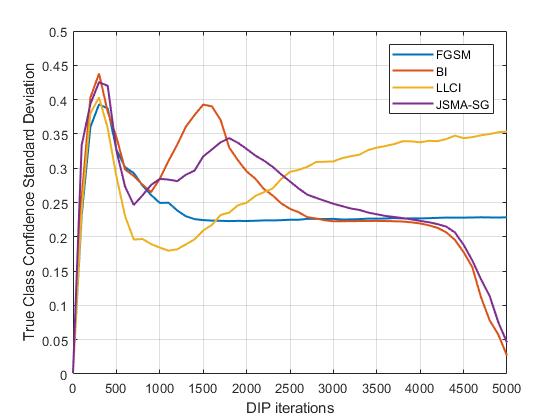 0.5
0.45
0.4
0.35
0.3
0.25
0.2
0.15
0.1
0.05
0
True Class Confidence Standard Deviation
FGSM
BI
LLCI
JSMA-SG
0 500 1000 1500 2000 2500 3000 3500 4000 4500 5000
DIP iterations